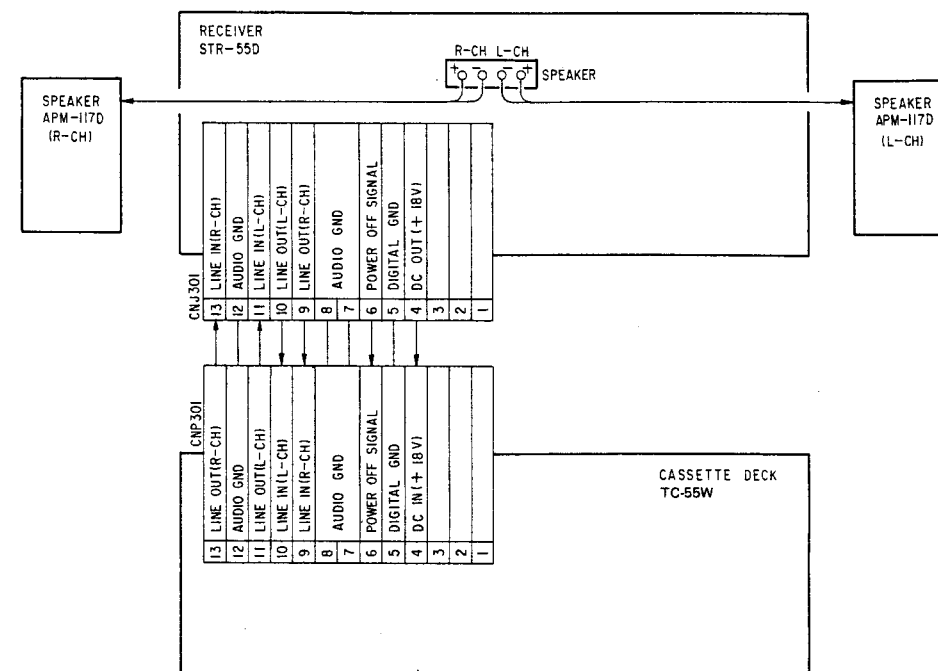 RECEIVER
STR-55D
R-CH L-CH
+ - - +
SPEAKER
SPEAKER
APM-117D
(R-CH)
SPEAKER
APM-117D
(L-CH)
CNJ301
LINE IN(R-CH)
AUDIO GND
LINE IN(L-CH)
LINE OUT(L-CH)
LINE OUT(R-CH)
AUDIO GND
POWER OFF SIGNAL
DIGITAL GND
DC OUT (+ 18V)
13 12 11 10 9 8 7 6 5 4 3 2 1
CNP301
LINE OUT(R-CH)
AUDIO GND
LINE OUT(L-CH)
LINE IN(L-CH)
LINE IN(R-CH)
AUDIO GND
POWER OFF SIGNAL
DIGITAL GND
DC IN (+ 18V)
13 12 11 10 9 8 7 6 5 4 3 2 1
CASSETTE DECK
TC-55W